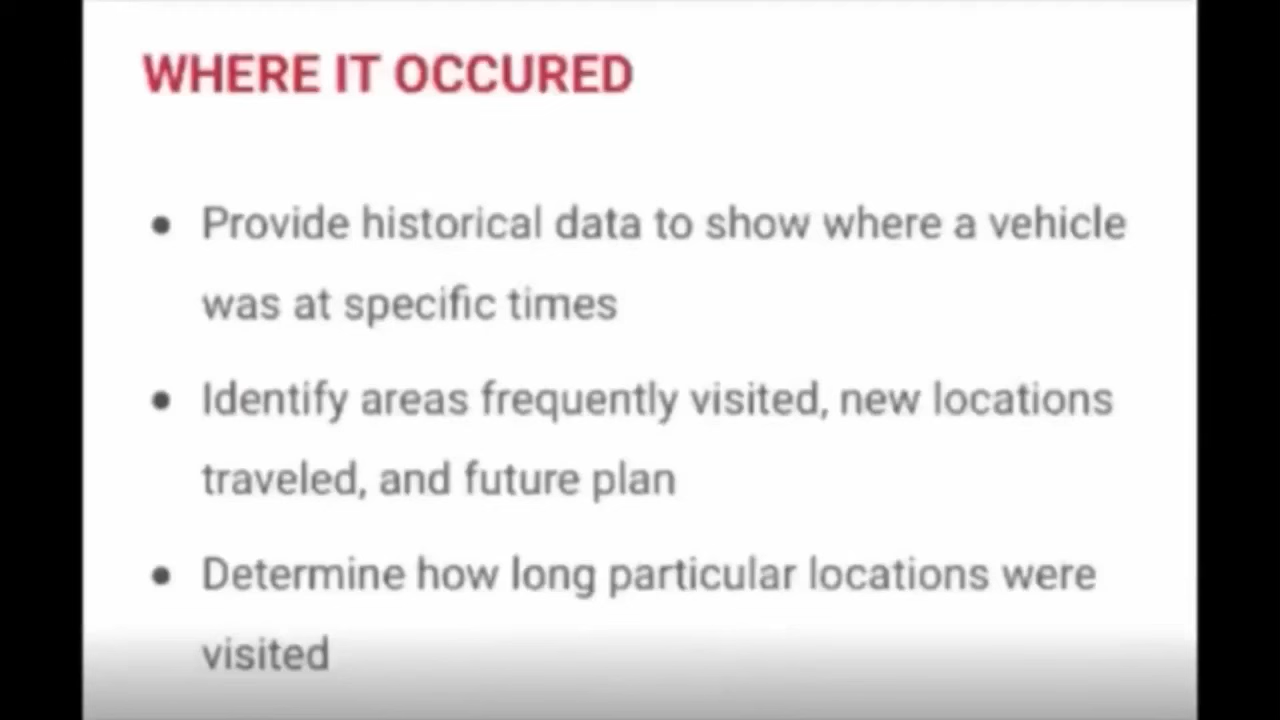 WHERE IT OCCURED
● Provide historical data to show where a vehicle
was at specific times
● Identify areas frequently visited, new locations
traveled, and future plan
● Determine how long particular locations were
visited